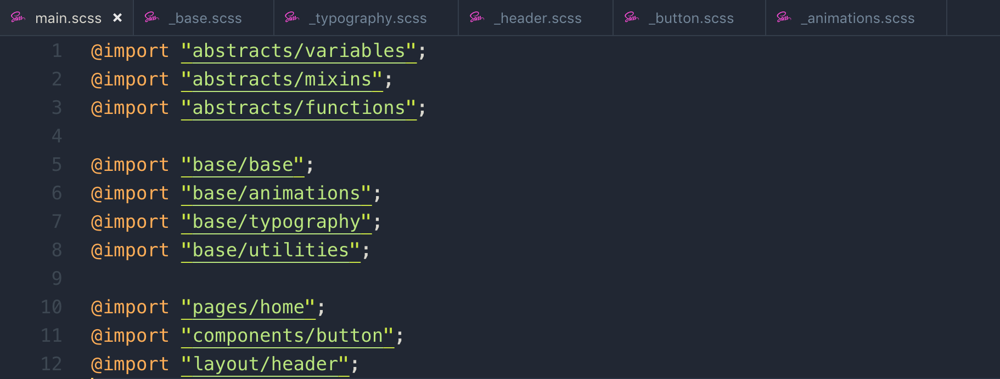 main.scss × _base.scss _typography.scss _header.scss _button.scss _animations.scss
1 @import "abstracts/variables";
2 @import "abstracts/mixins";
3 @import "abstracts/functions";
4
5 @import "base/base";
6 @import "base/animations";
7 @import "base/typography";
8 @import "base/utilities";
9
10 @import "pages/home";
11 @import "components/button";
12 @import "layout/header";